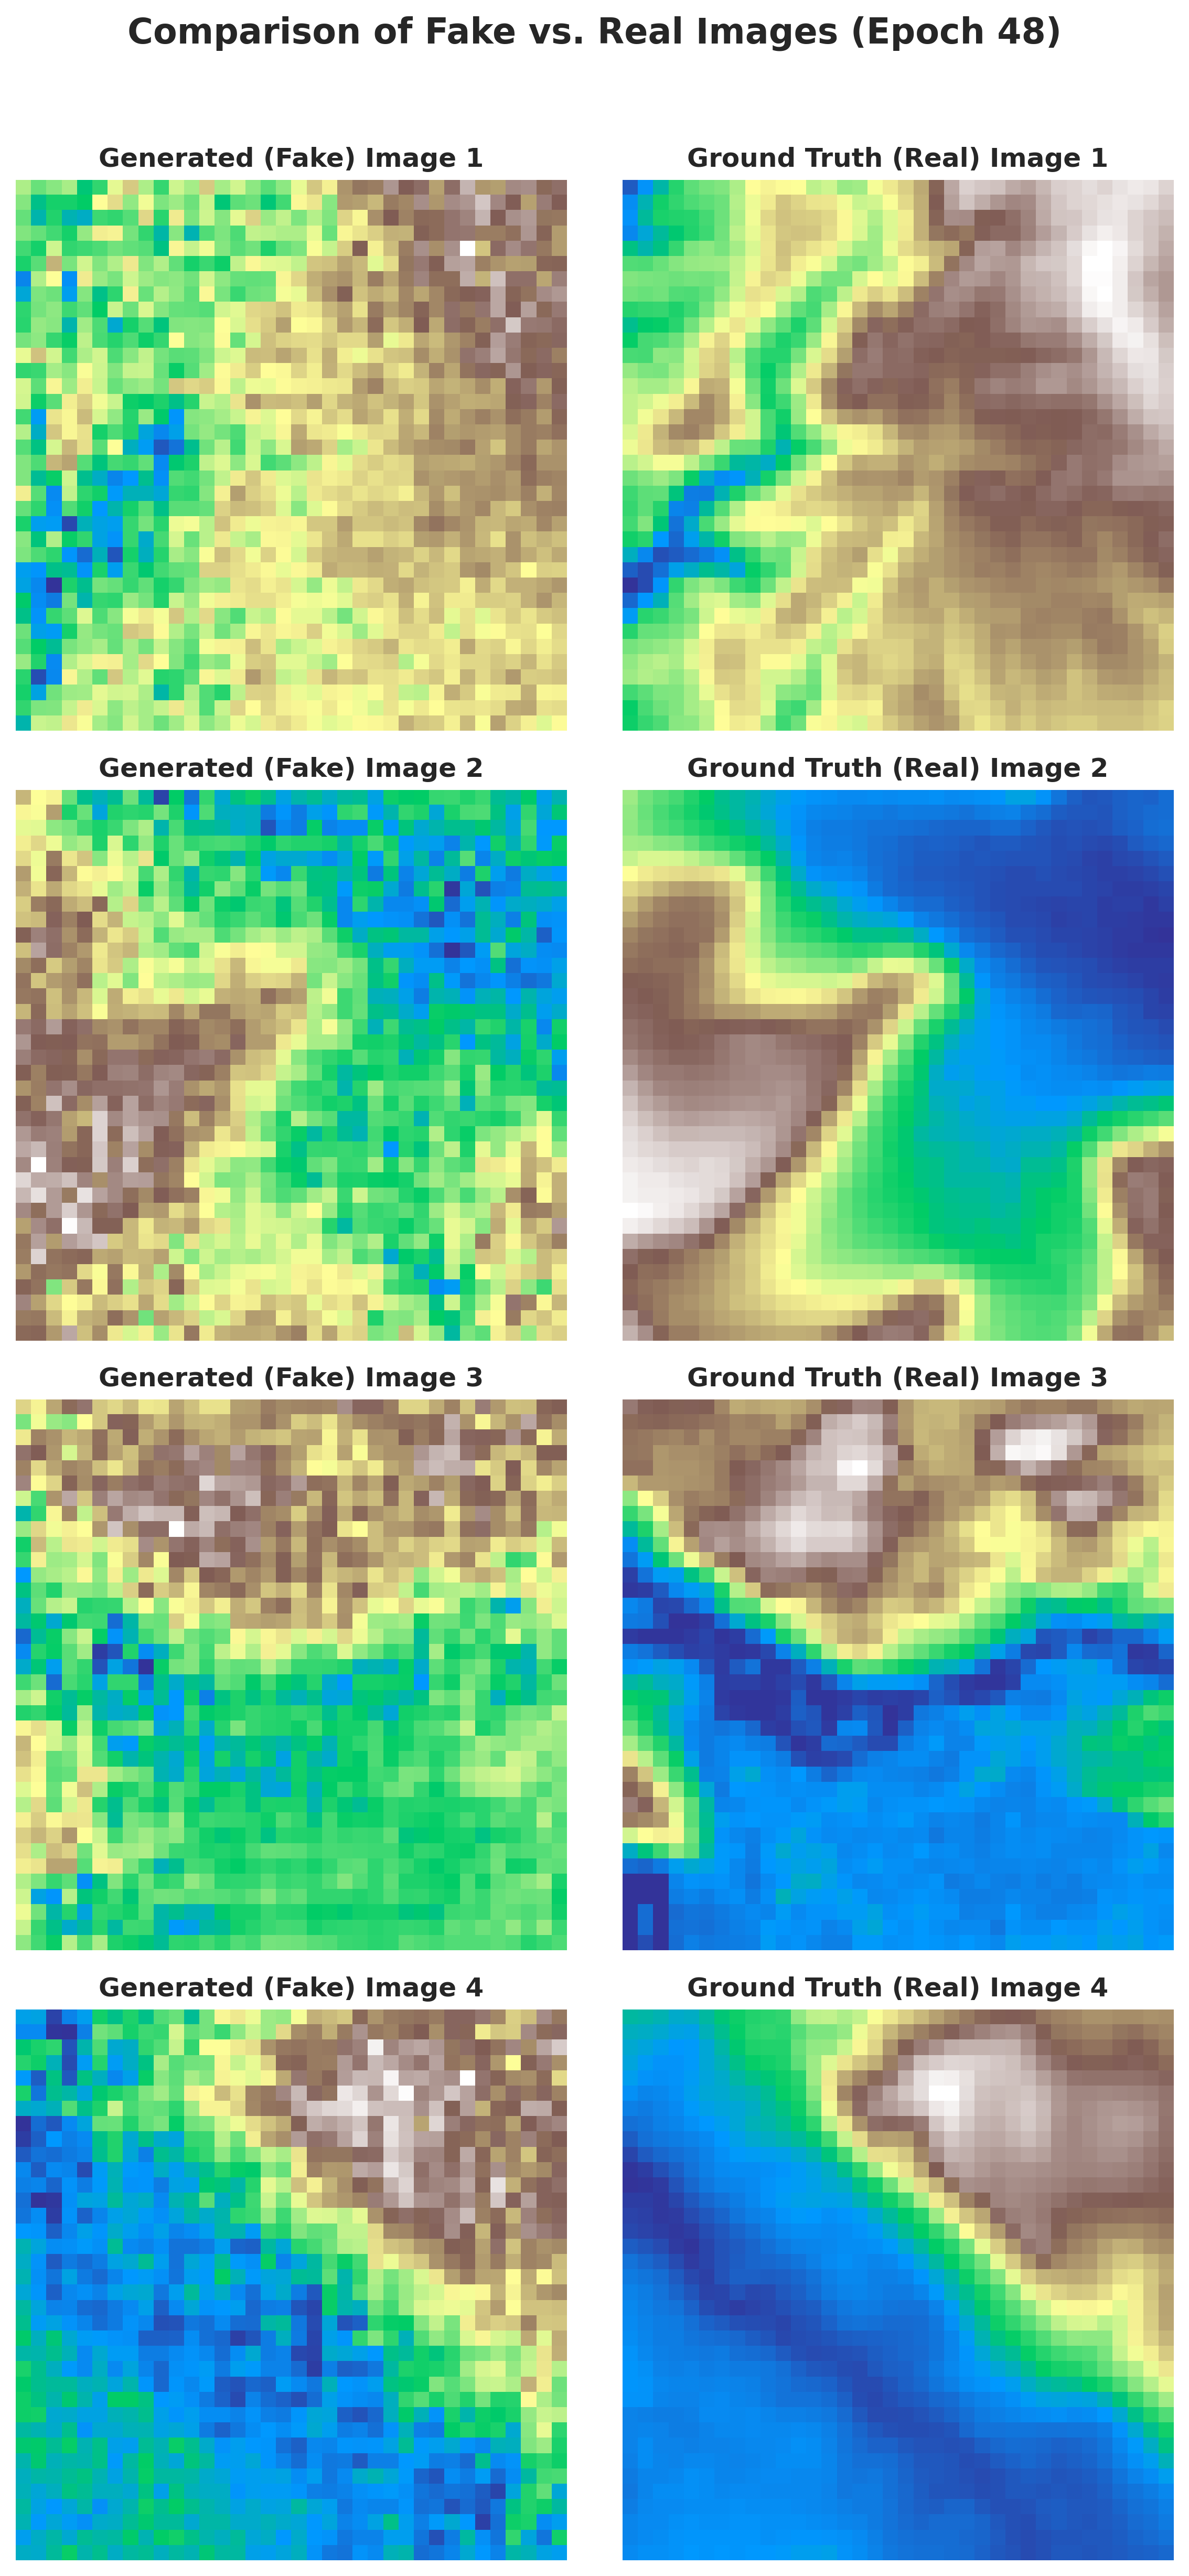 Comparison of Fake vs. Real Images (Epoch 48)
Generated (Fake) Image 1
Ground Truth (Real) Image 1
Generated (Fake) Image 2
Ground Truth (Real) Image 2
Generated (Fake) Image 3
Ground Truth (Real) Image 3
Generated (Fake) Image 4
Ground Truth (Real) Image 4